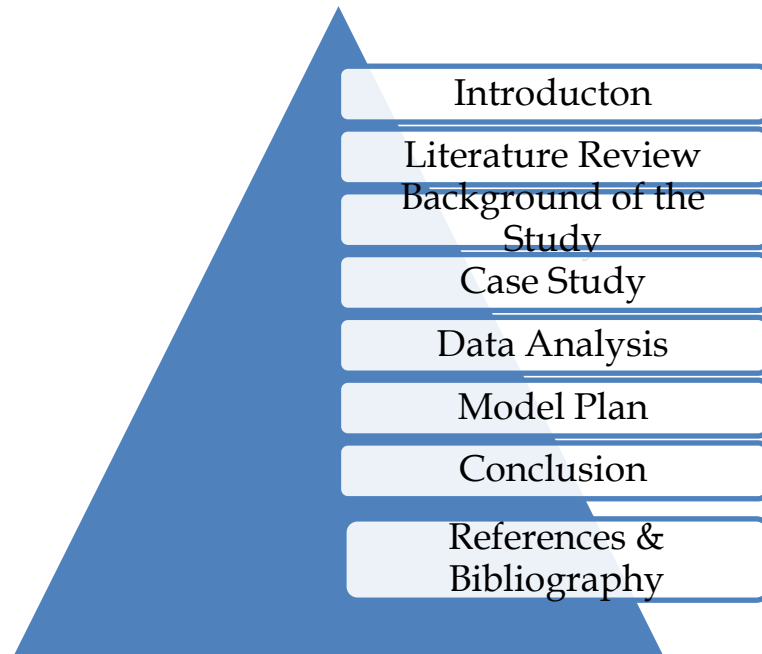 Introducton
Literature Review
Background of the
Study
Case Study
Data Analysis
Model Plan
Conclusion
References &
Bibliography